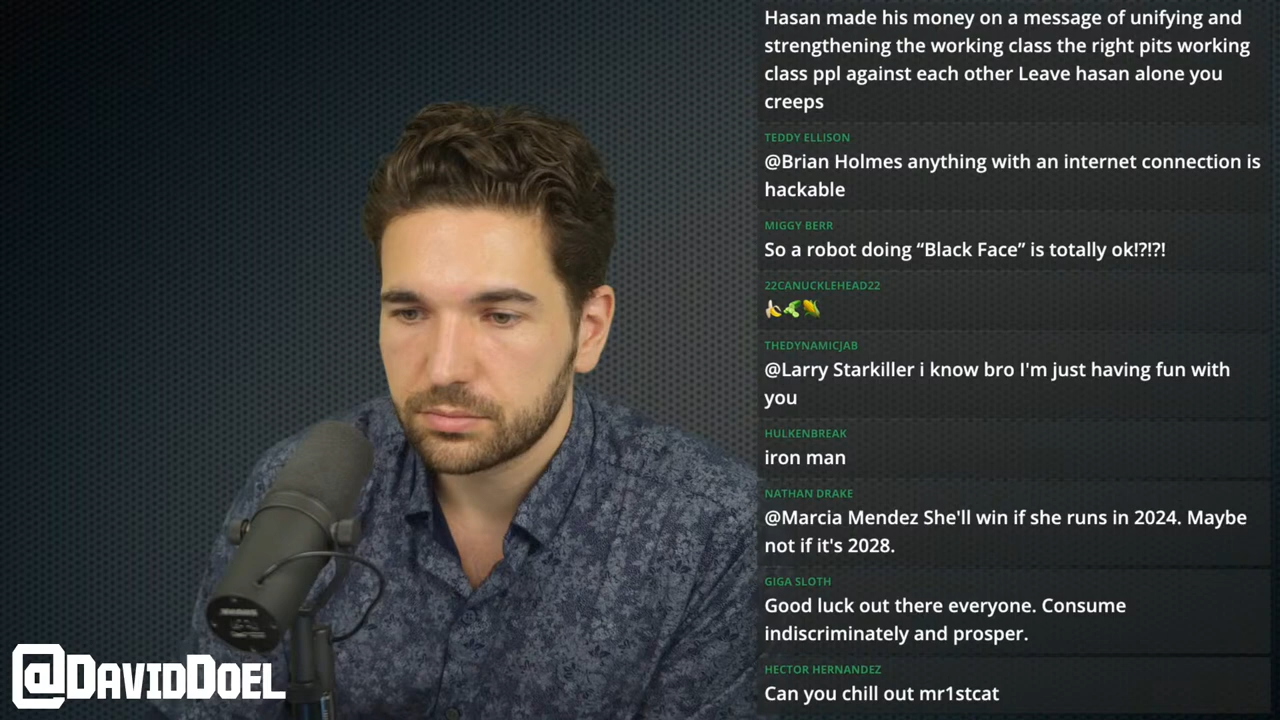 Hasan made his money on a message of unifying and
strengthening the working class the right pits working
class ppl against each other Leave hasan alone you
creeps
TEDDY ELLISON
@Brian Holmes anything with an internet connection is
hackable
MIGGY BERR
So a robot doing “Black Face” is totally ok!?!?!
22CANUCKLEHEAD22
THEDYNAMICJAB
@Larry Starkiller i know bro I'm just having fun with
you
HULKENBREAK
iron man
NATHAN DRAKE
@Marcia Mendez She'll win if she runs in 2024. Maybe
not if it's 2028.
GIGA SLOTH
Good luck out there everyone. Consume
indiscriminately and prosper.
HECTOR HERNANDEZ
Can you chill out mr1stcat
@DAVIDDOEL